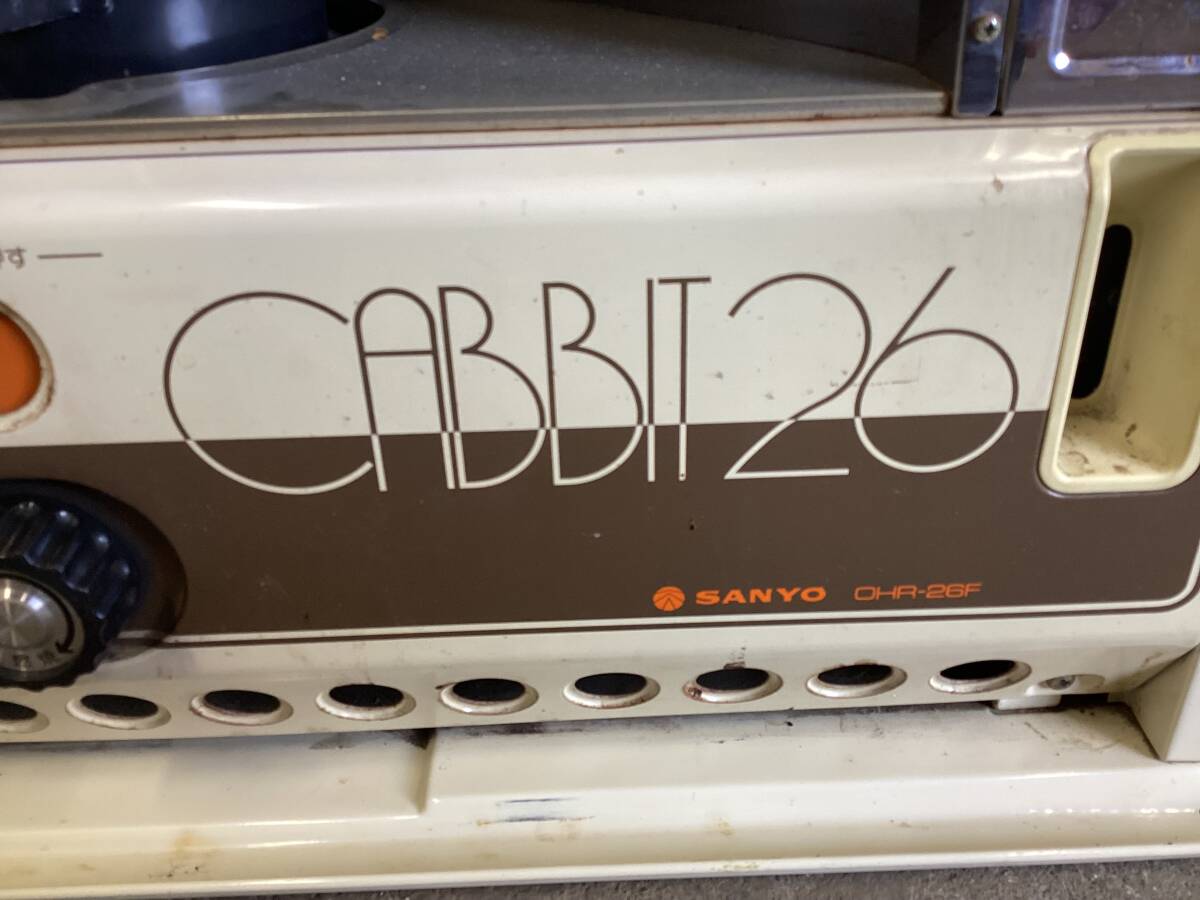 す
CABBIT 26
SANYO OHR-26F